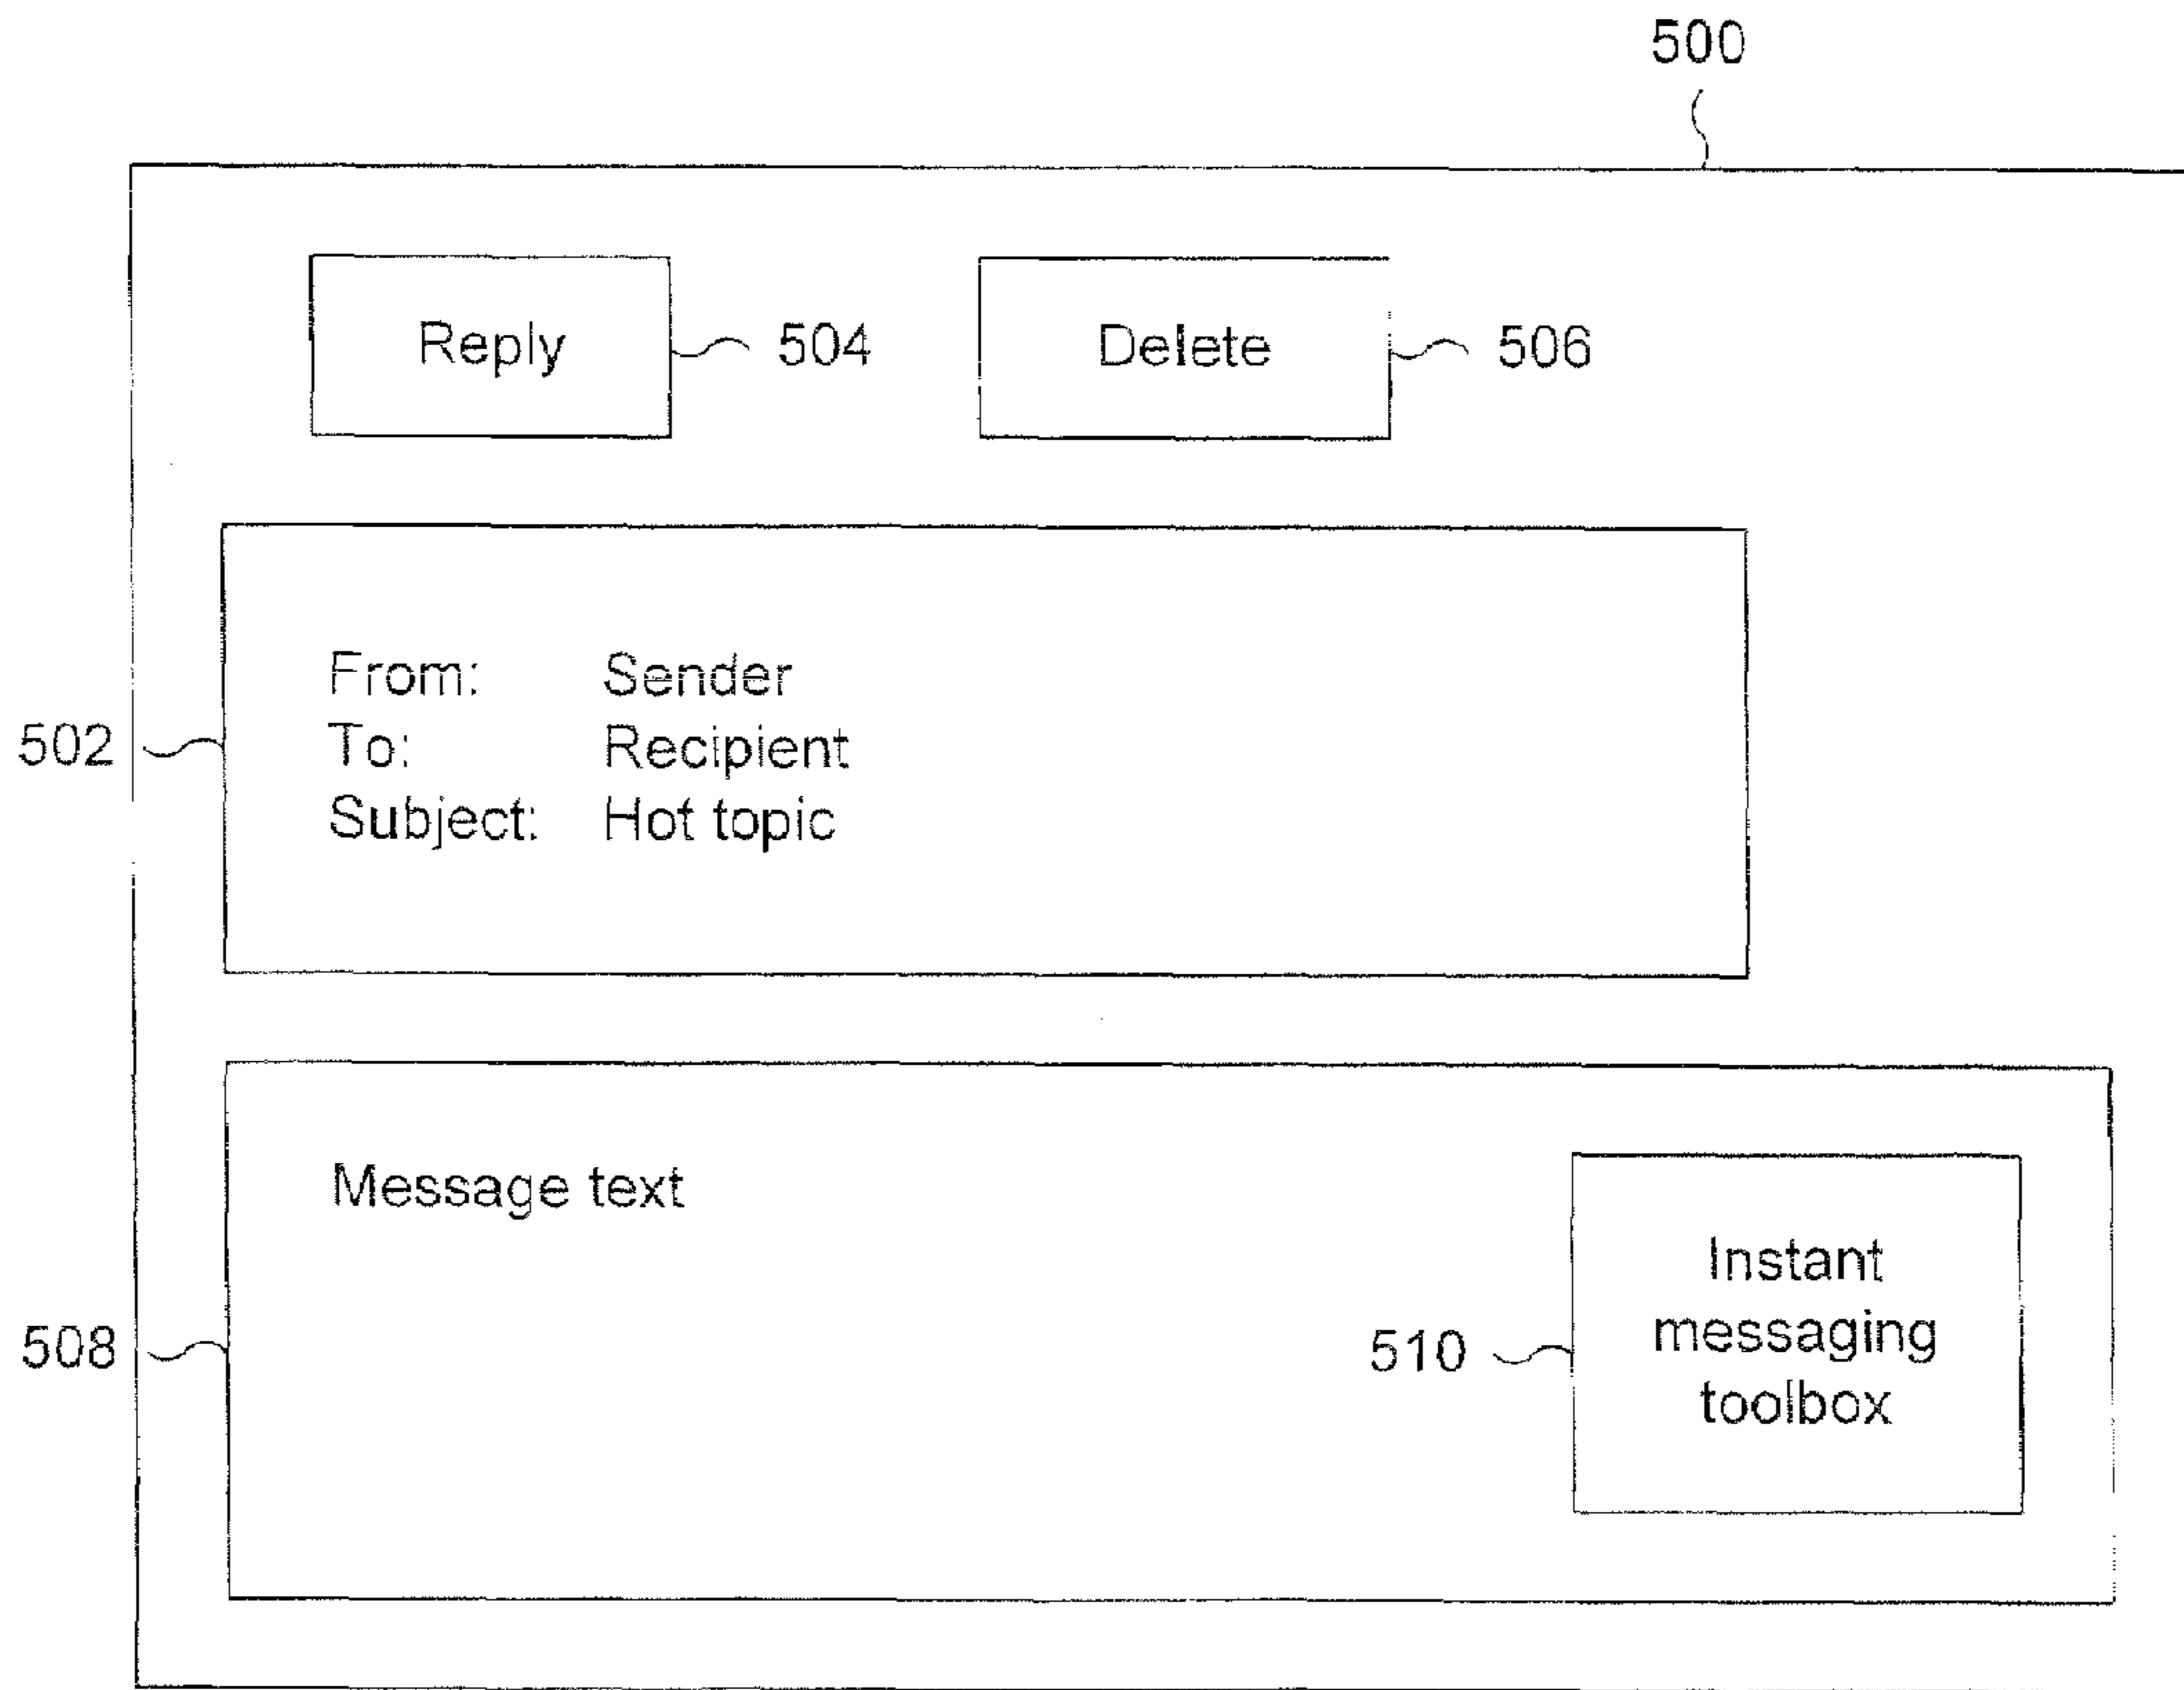 500
Reply 504 Delete 506
From: Sender
502 To: Recipient
Subject: Hot topic
Message text
Instant
508 510 messaging
toolbox